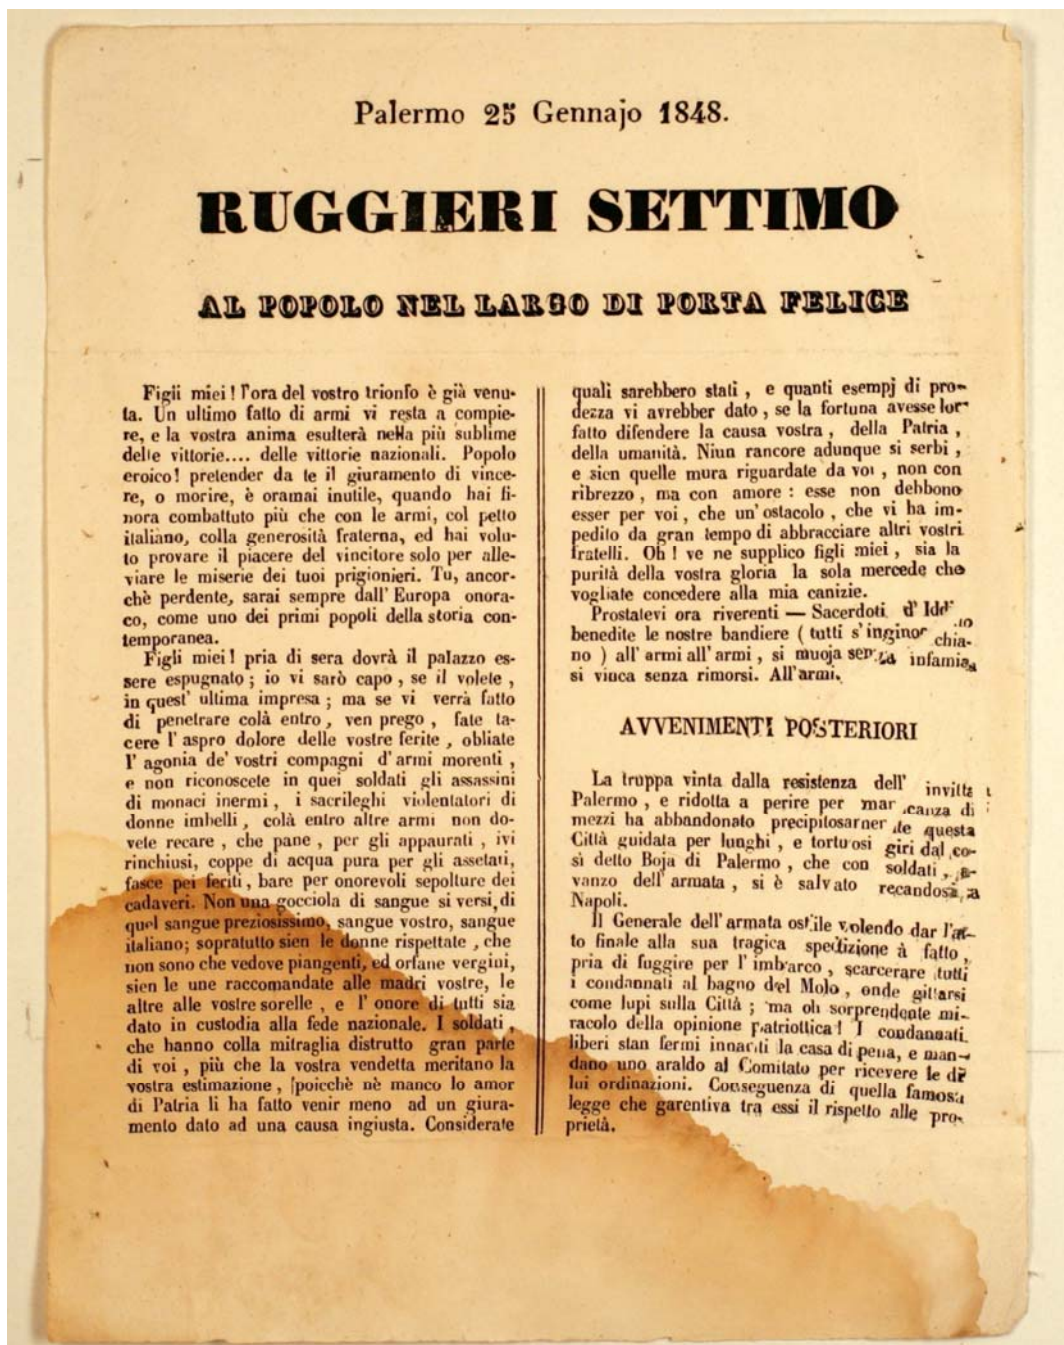 Palermo 25 Gennajo 1848.
RUGGIERI SETTIMO
AL POPOLO NEL LARGO DI PORTA FELICE
Figli miei! l'ora del vostro trionfo è già venu-
ta. Un ultimo fatto di armi vi resta a compie-
re, e la vostra anima esulterà nella più sublime
delle vittorie.... delle vittorie nazionali. Popolo
eroico! pretender da te il giuramento di vince-
re, o morire, è oramai inutile, quando hai fi-
nora combattuto più che con le armi, col petto
italiano, colla generosità fraterna, ed hai volu-
to provare il piacere del vincitore solo per alle-
viare le miserie dei tuoi prigionieri. Tu, ancor-
chè perdente, sarai sempre dall'Europa onora-
co, come uno dei primi popoli della storia con-
temporanea.
Figli miei! pria di sera dovrà il palazzo es-
sere espugnato; io vi sarò capo, se il volete,
in quest' ultima impresa; ma se vi verrà fatto
di penetrare colà entro, ven prego, fate ta-
cere l'aspro dolore delle vostre ferite, obliate
l'agonia de' vostri compagni d'armi morenti,
e non riconoscete in quei soldati gli assassini
di monaci inermi, i sacrileghi violentatori di
donne imbelli, colà entro altre armi non do-
vete recare, che pane, per gli appaurati, ivi
rinchiusi, coppe di acqua pura per gli assetati,
fasce pei feriti, bare per onorevoli sepolture dei
cadaveri. Non una gocciola di sangue si versi, di
quel sangue preziosissimo, sangue vostro, sangue
italiano; sopratutto sien le donne rispettate, che
non sono che vedove piangenti, ed orfane vergini,
sien le une raccomandate alle madri vostre, le
altre alle vostre sorelle, e l'onore di tutti sia
dato in custodia alla fede nazionale. I soldati,
che hanno colla mitraglia distrutto gran parte
di voi, più che la vostra vendetta meritano la
vostra estimazione, [poicchè nè manco lo amor
di Patria li ha fatto venir meno ad un giura-
mento dato ad una causa ingiusta. Considerate
quali sarebbero stati, e quanti esempj di pro-
dezza vi avrebber dato, se la fortuna avesse lor
fatto difendere la causa vostra, della Patria,
della umanità. Niun rancore adunque si serbi,
e sien quelle mura riguardate da voi, non con
ribrezzo, ma con amore: esse non debbono
esser per voi, che un'ostacolo, che vi ha im-
pedito da gran tempo di abbracciare altri vostri
fratelli. Oh! ve ne supplico figli miei, sia la
purità della vostra gloria la sola mercede che
vogliate concedere alla mia canizie.
Prostatevi ora riverenti — Sacerdoti d'Iddio
benedite le nostre bandiere (tutti s'inginocchia-
no) all'armi all'armi, si muoja senza infamia,
si vinca senza rimorsi. All'armi.
AVVENIMENTI POSTERIORI
La truppa vinta dalla resistenza dell' invitta
Palermo, e ridotta a perire per mancanza di
mezzi ha abbandonato precipitosamente questa
Città guidata per lunghi, e tortuosi giri dal co-
sì detto Boja di Palermo, che con soldati, a-
vanzo dell'armata, si è salvato recandosi a
Napoli.
Il Generale dell'armata ostile volendo dar l'at-
to finale alla sua tragica spedizione à fatto,
pria di fuggire per l'imbarco, scarcerare tutti
i condannati al bagno del Molo, onde gittarsi
come lupi sulla Città; ma oh sorprendente mi-
racolo della opinione patriottica! I condannati
liberi stan fermi innanti la casa di pena, e man-
dano uno araldo al Comitato per ricevere le di
lui ordinazioni. Conseguenza di quella famosa
legge che garentiva tra essi il rispetto alle pro-
prietà.